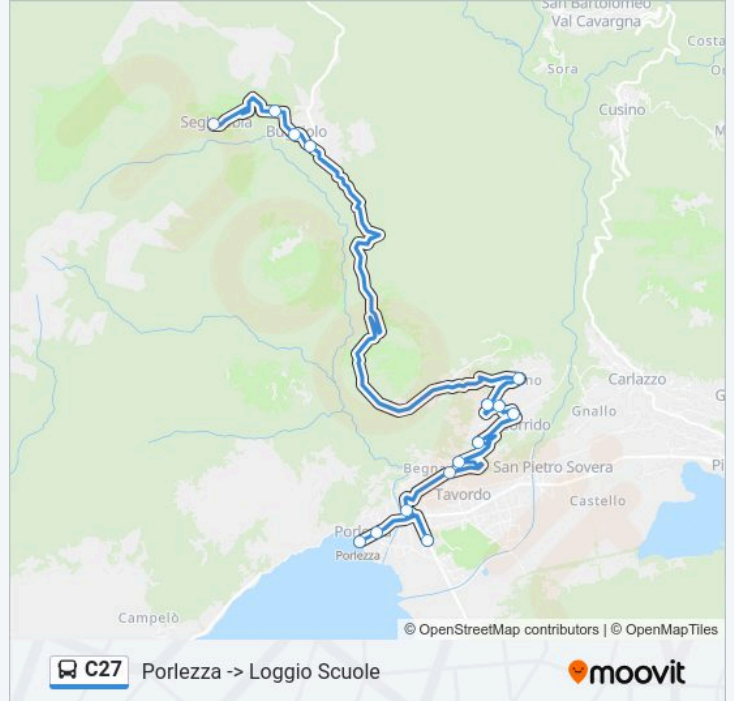 San Bartolomeo
Val Cavargna
Costa
Sora
Cusino
Carlazzo
Gnallo
San Pietro Sovera
Tavordo
Castello
Porlezza
Campelò
© OpenStreetMap contributors | © OpenMapTiles
C27
Porlezza -> Loggio Scuole
moovit